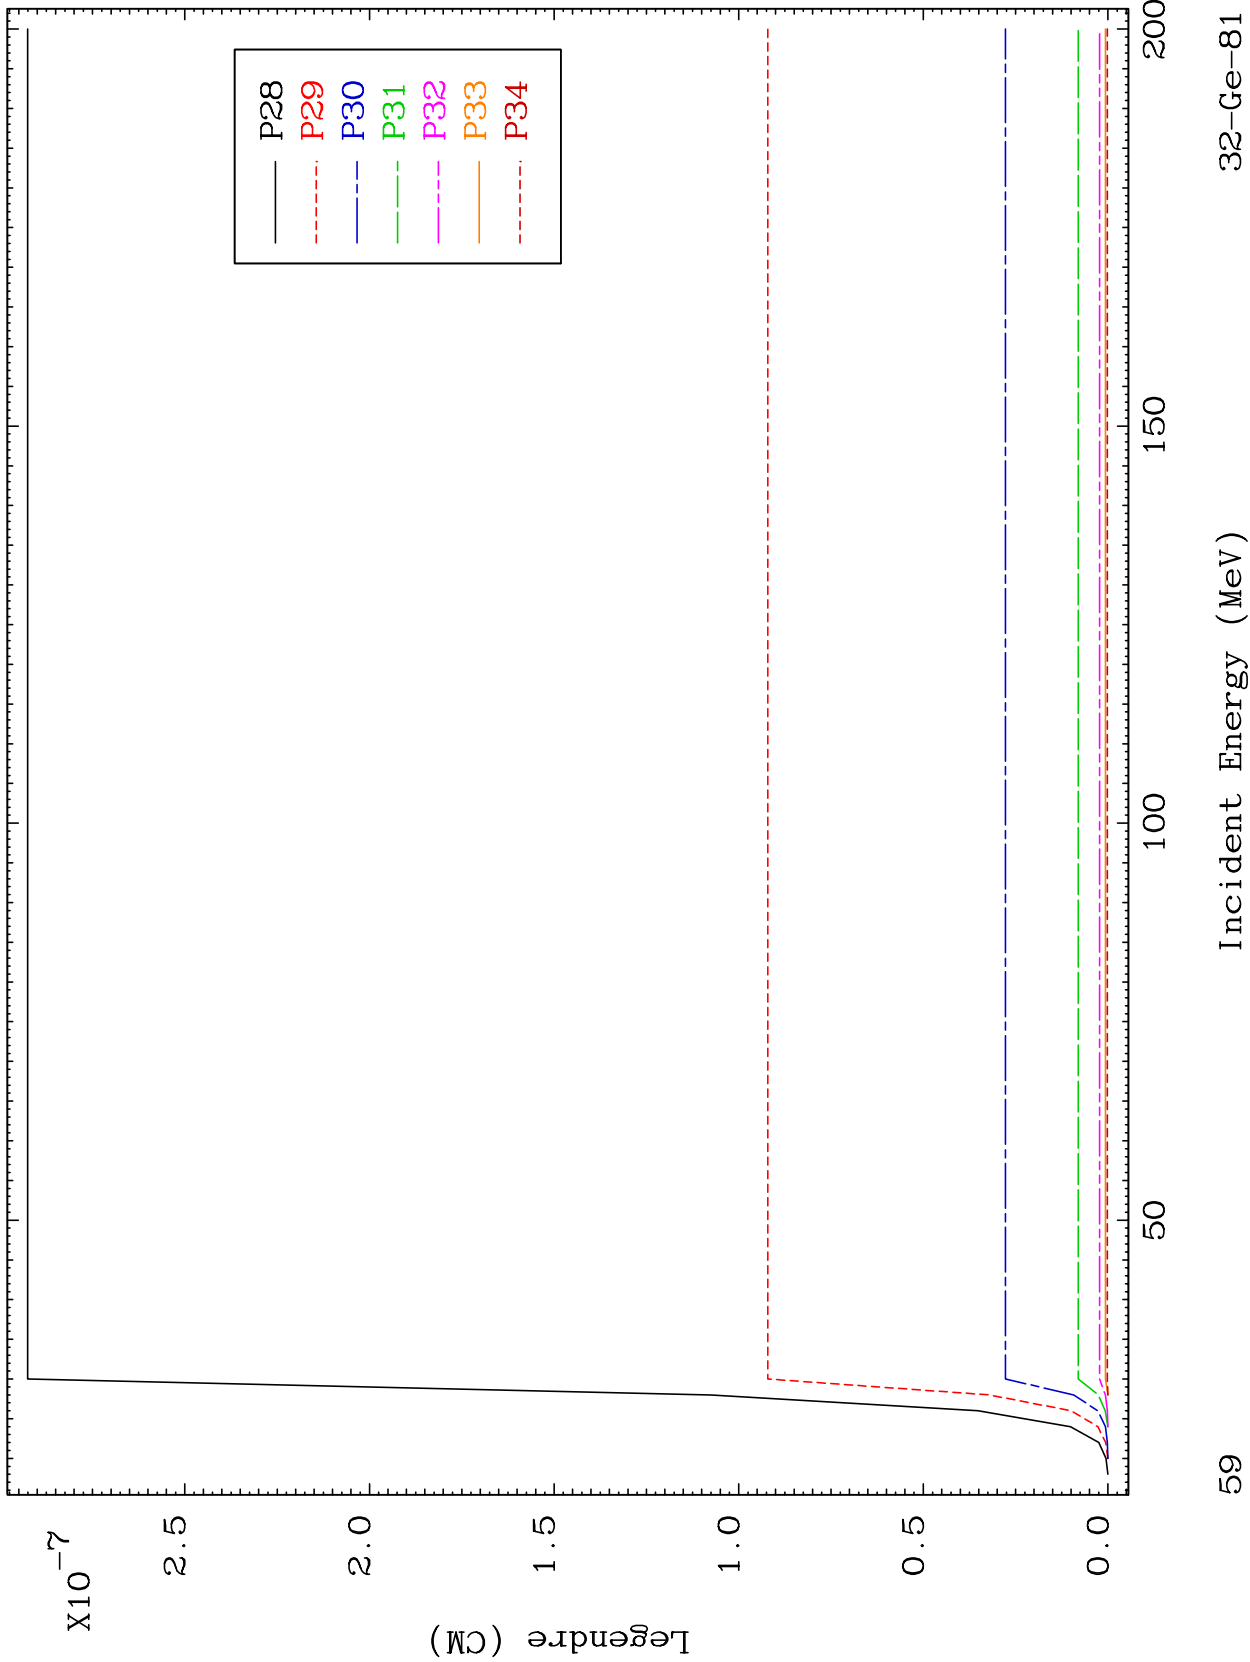 X10-7
2.5
2.0
1.5
1.0
0.5
0.0
Legendre (CM)
P28
P29
P30
P31
P32
P33
P34
50
100
150
200
Incident Energy (MeV)
59
32-Ge-81